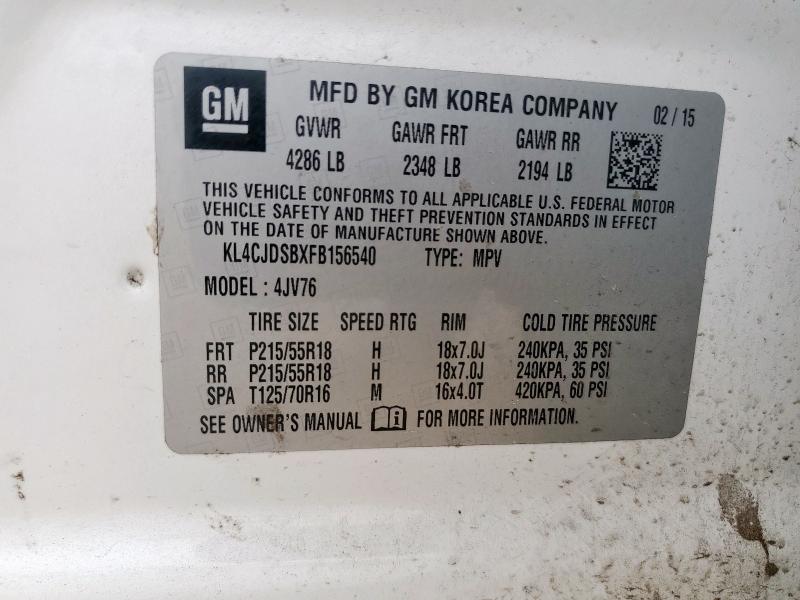 GM
MFD BY GM KOREA COMPANY 02 / 15
GVWR GAWR FRT GAWR RR
4286 LB 2348 LB 2194 LB
THIS VEHICLE CONFORMS TO ALL APPLICABLE U.S. FEDERAL MOTOR
VEHICLE SAFETY AND THEFT PREVENTION STANDARDS IN EFFECT
ON THE DATE OF MANUFACTURE SHOWN ABOVE.
KL4CJDSBXFB156540 TYPE: MPV
MODEL : 4JV76
TIRE SIZE SPEED RTG RIM COLD TIRE PRESSURE
FRT P215/55R18 H 18x7.0J 240KPA, 35 PSI
RR P215/55R18 H 18x7.0J 240KPA, 35 PSI
SPA T125/70R16 M 16x4.0T 420KPA, 60 PSI
SEE OWNER'S MANUAL i FOR MORE INFORMATION.